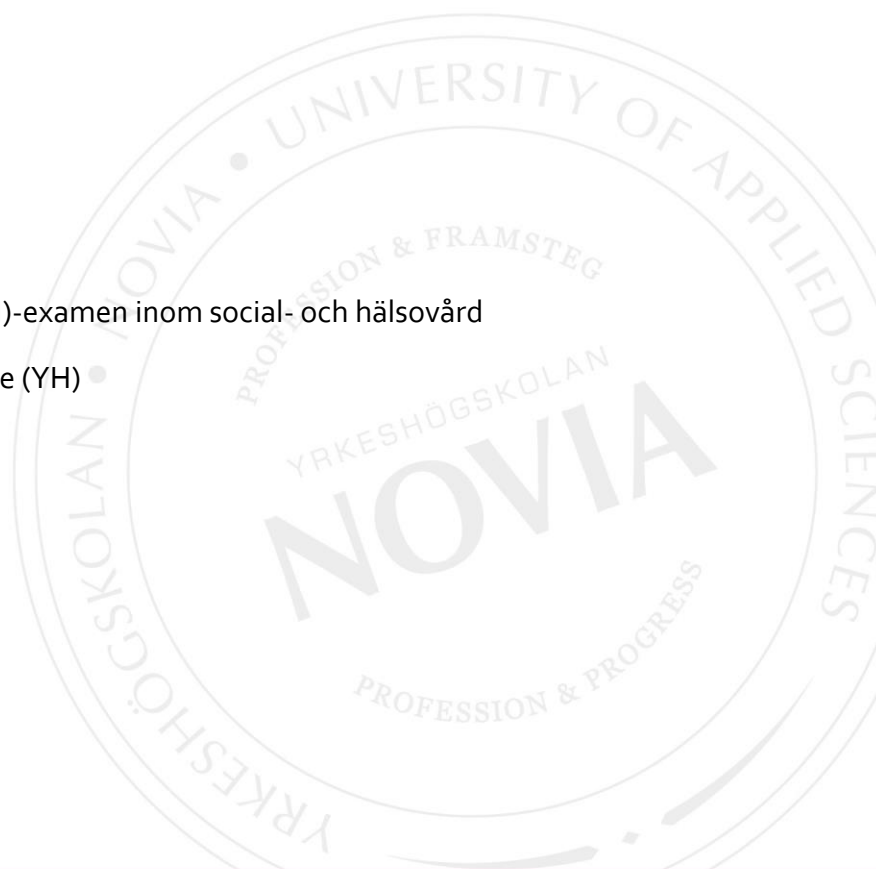 UNIVERSITY OF APPLIED SCIENCES
PROFESSION & FRAMSTEG
)-examen inom social- och hälsovård
e (YH)
YRKESHÖGSKOLAN
NOVIA
PROFESSION & PROGRESS
YRKESHÖGSKOLAN • NOVIA •